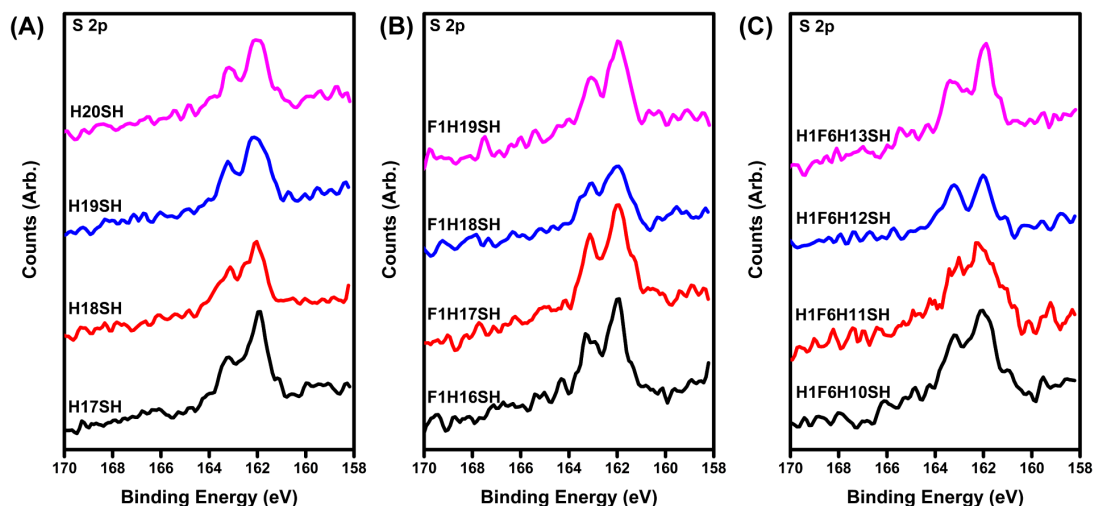 (A)
S 2p
H20SH
H19SH
H18SH
H17SH
Counts (Arb.)
170 168 166 164 162 160 158
Binding Energy (eV)
(B)
S 2p
F1H19SH
F1H18SH
F1H17SH
F1H16SH
Counts (Arb.)
170 168 166 164 162 160 158
Binding Energy (eV)
(C)
S 2p
H1F6H13SH
H1F6H12SH
H1F6H11SH
H1F6H10SH
Counts (Arb.)
170 168 166 164 162 160 158
Binding Energy (eV)